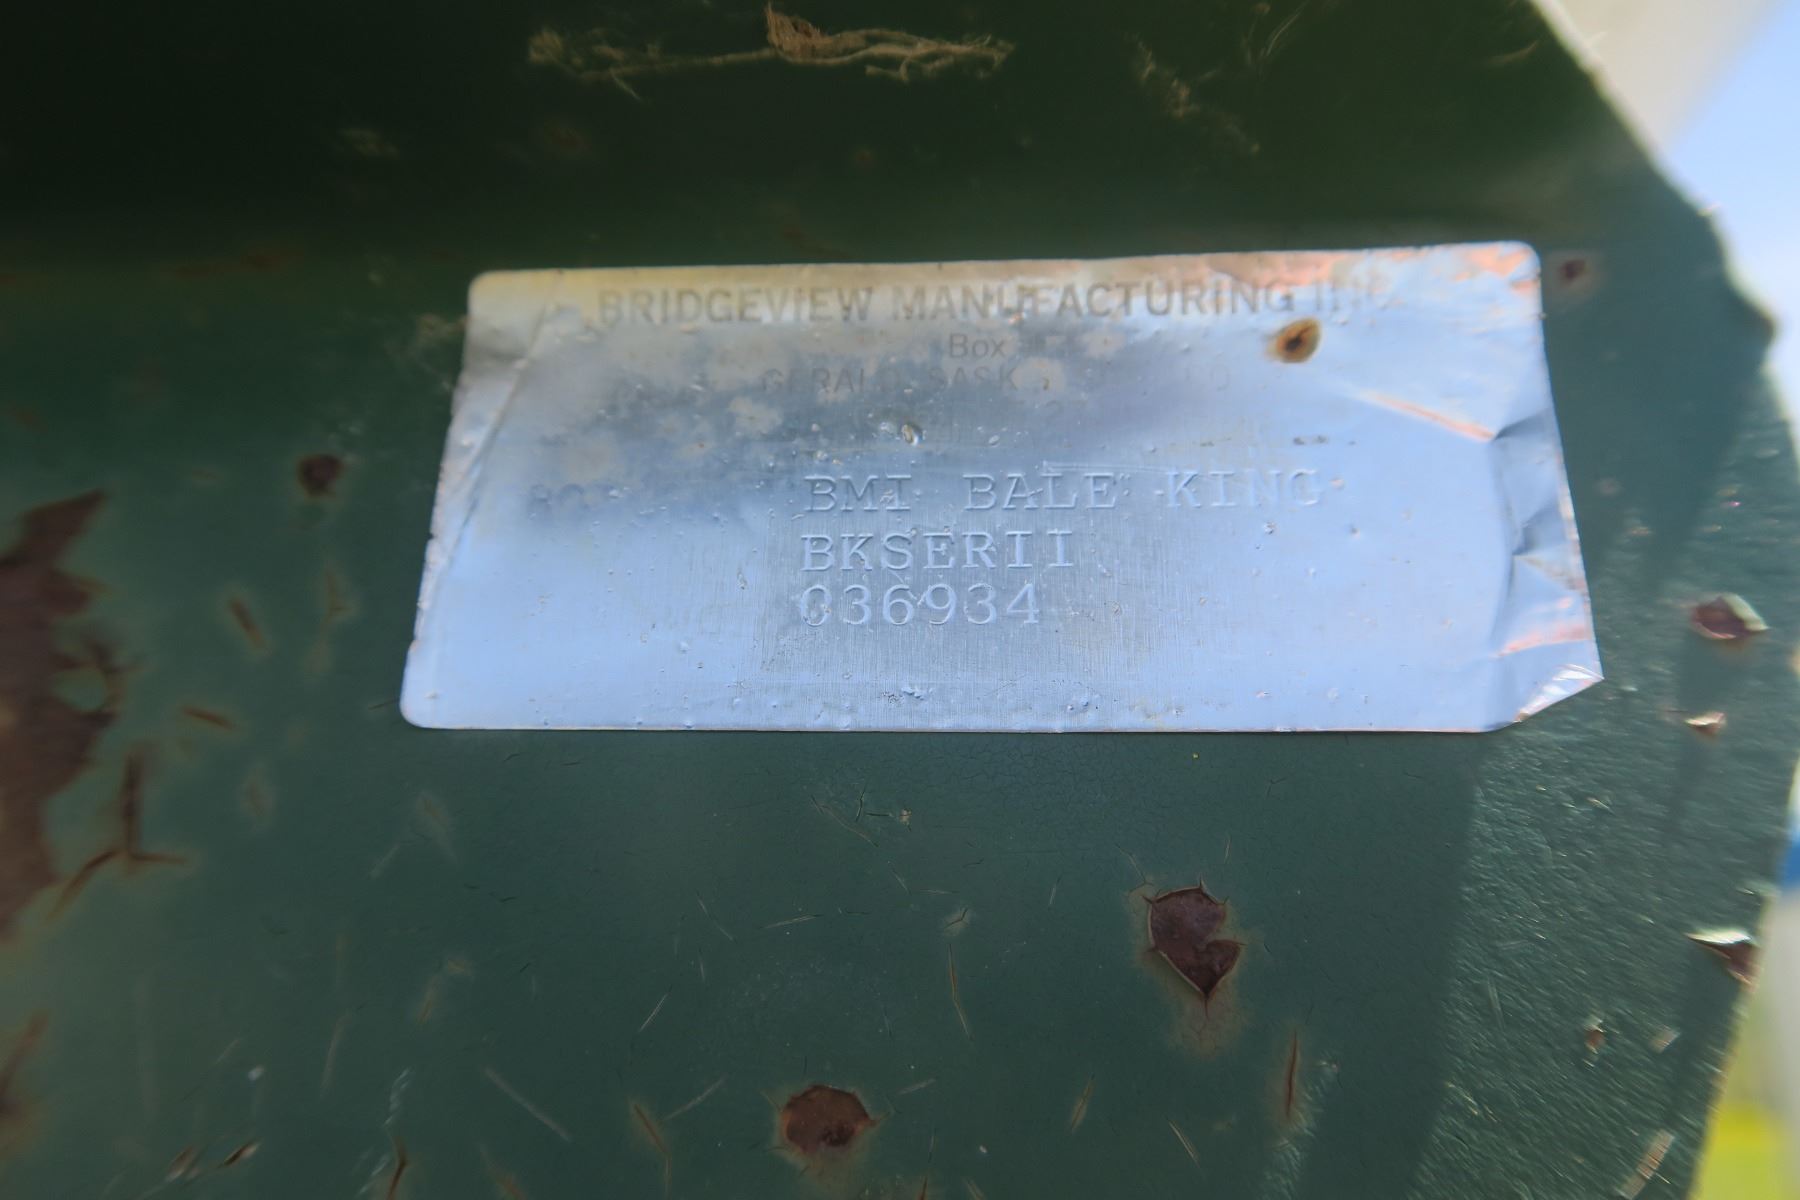 BRIDGEVIEW MANUFACTURING INC.
Box
GERALD, SASK
BMI BALE KING
BKSERII
036934